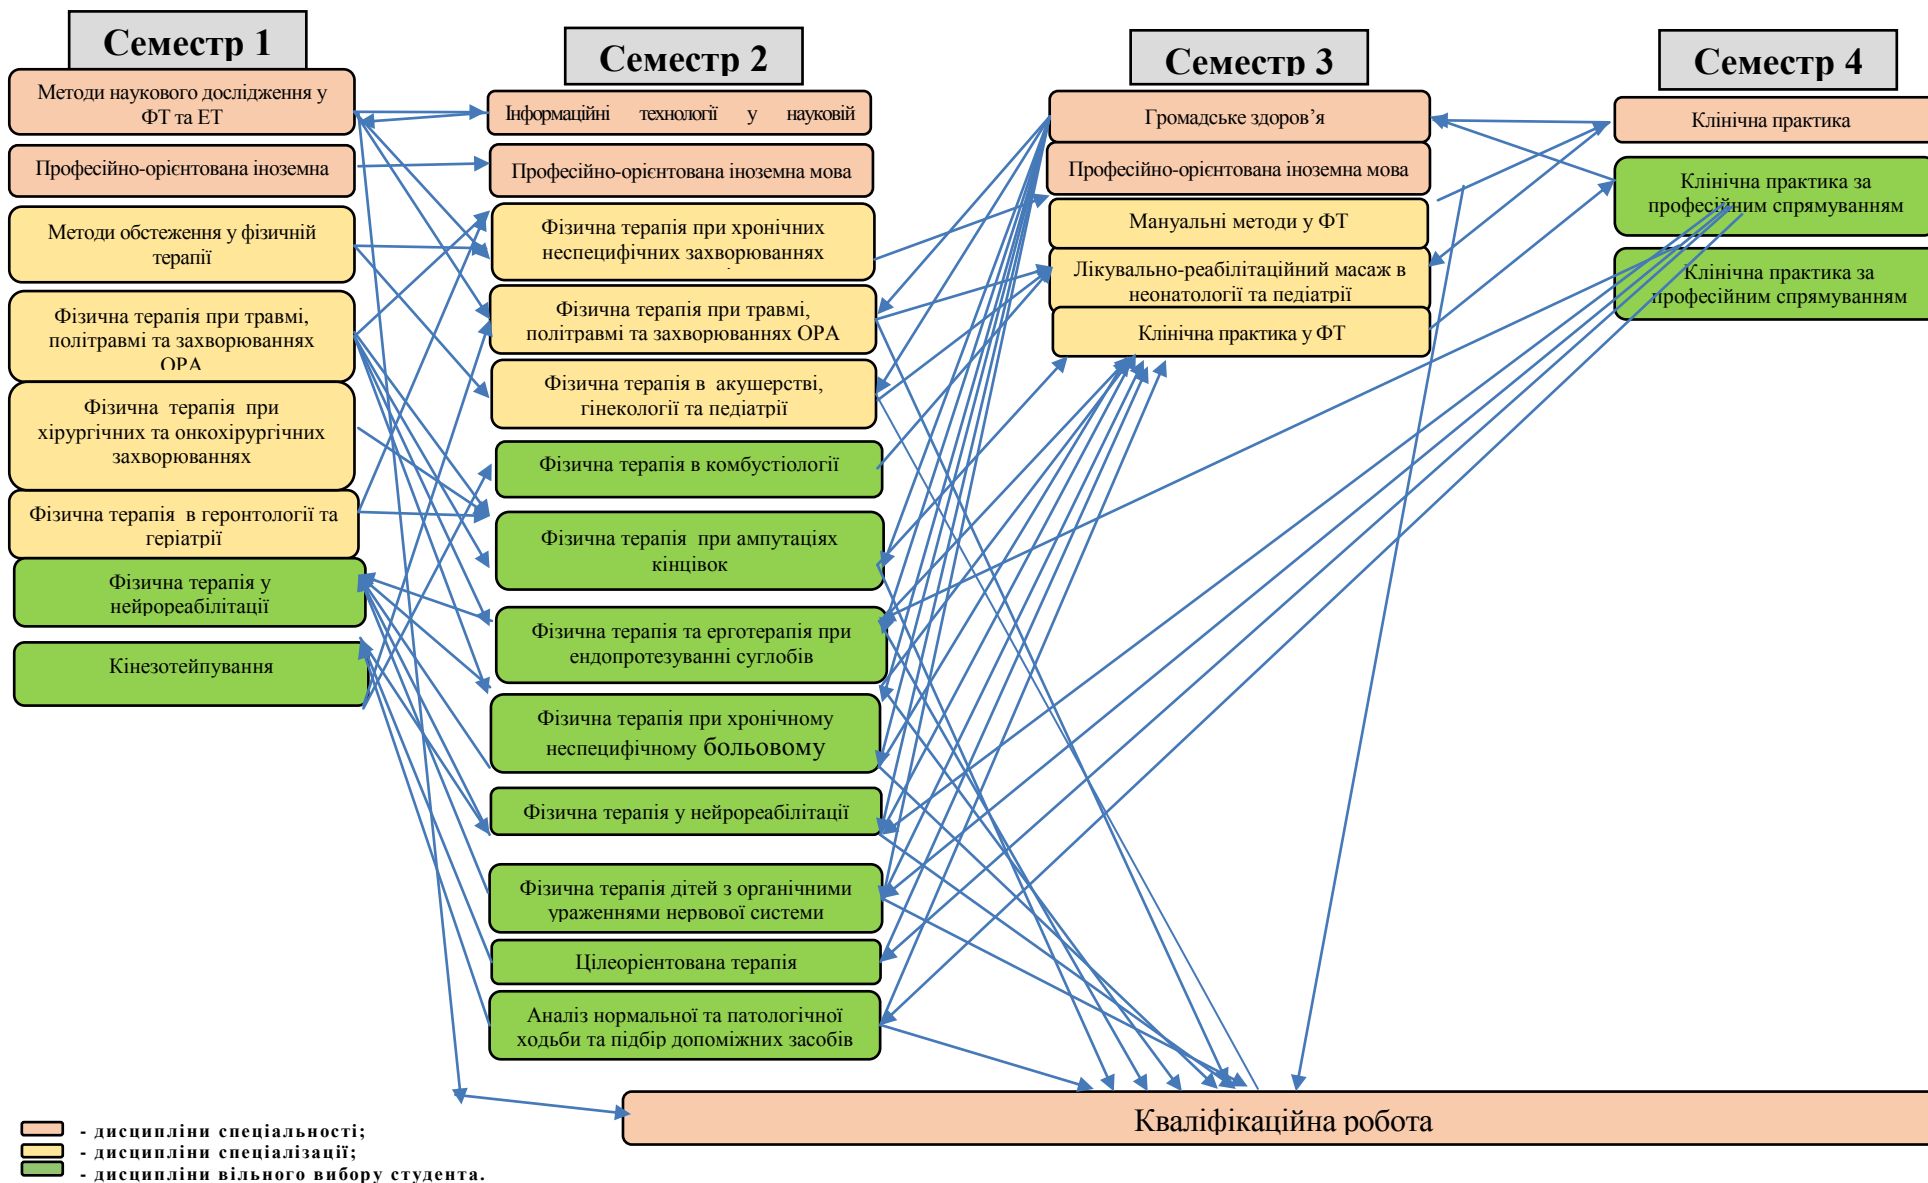 Семестр 1
Методи наукового дослідження у
ФТ та ЕТ
Професійно-орієнтована іноземна
Методи обстеження у фізичній
терапії
Фізична терапія при травмі,
політравмі та захворюваннях
ОРА
Фізична терапія при
хірургічних та онкохірургічних
захворюваннях
Фізична терапія в геронтології та
геріатрії
Фізична терапія у
нейрореабілітації
Кінезотейпування
Семестр 2
Інформаційні технології у науковій
Професійно-орієнтована іноземна мова
Фізична терапія при хронічних
неспецифічних захворюваннях
Фізична терапія при травмі,
політравмі та захворюваннях ОРА
Фізична терапія в акушерстві,
гінекології та педіатрії
Фізична терапія в комбустіології
Фізична терапія при ампутаціях
кінцівок
Фізична терапія та ерготерапія при
ендопротезуванні суглобів
Фізична терапія при хронічному
неспецифічному больовому
Фізична терапія у нейрореабілітації
Фізична терапія дітей з органічними
ураженнями нервової системи
Цілеорієнтована терапія
Аналіз нормальної та патологічної
ходьби та підбір допоміжних засобів
Семестр 3
Громадське здоров’я
Професійно-орієнтована іноземна мова
Мануальні методи у ФТ
Лікувально-реабілітаційний масаж в
неонатології та педіатрії
Клінічна практика у ФТ
Семестр 4
Клінічна практика
Клінічна практика за
професійним спрямуванням
Клінічна практика за
професійним спрямуванням
Кваліфікаційна робота
- дисципліни спеціальності;
- дисципліни спеціалізації;
- дисципліни вільного вибору студента.